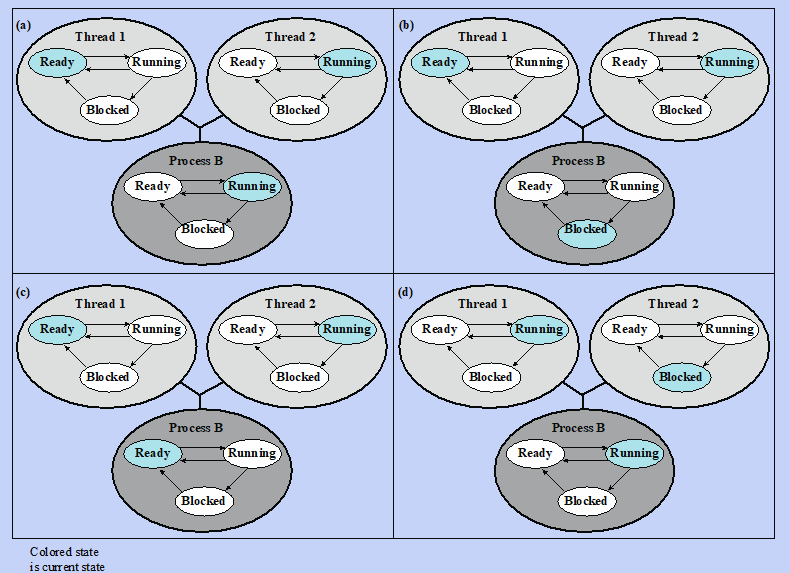 (a)
Thread 1
Ready
Running
Blocked
Thread 2
Ready
Running
Blocked
Process B
Ready
Running
Blocked
(b)
Thread 1
Ready
Running
Blocked
Thread 2
Ready
Running
Blocked
Process B
Ready
Running
Blocked
(c)
Thread 1
Ready
Running
Blocked
Thread 2
Ready
Running
Blocked
Process B
Ready
Running
Blocked
(d)
Thread 1
Ready
Running
Blocked
Thread 2
Ready
Running
Blocked
Process B
Ready
Running
Blocked
Colored state
is current state